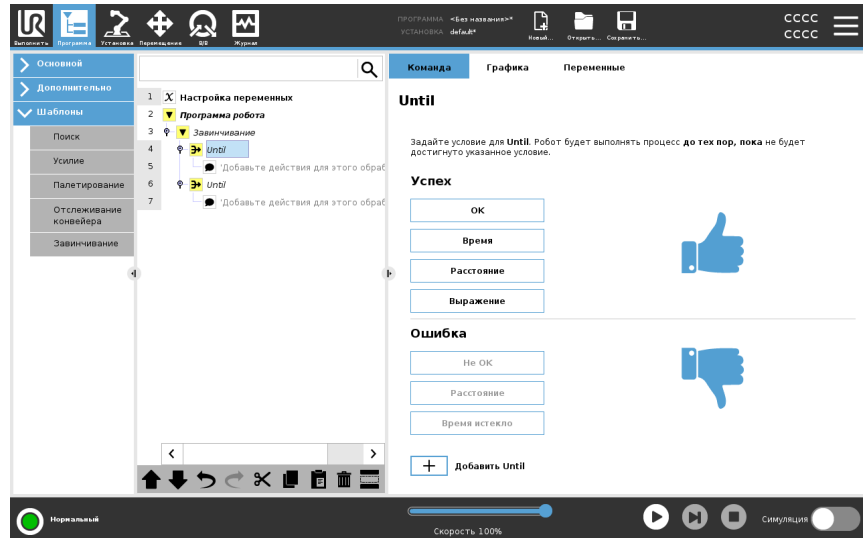 ПРОГРАММА <Без названия>*
УСТАНОВКА default*
Выполнить
Программа
Установка
Перемещение
В/В
Журнал
Новый...
Открыть...
Сохранить...
CCCC
CCCC
Основной
Дополнительно
Шаблоны
Поиск
Усилие
Палетирование
Отслеживание
конвейера
Завинчивание
1 X Настройка переменных
2 Программа робота
3 Завинчивание
4 Until
5 'Добавьте действия для этого обраб
6 Until
7 'Добавьте действия для этого обраб
Команда
Графика
Переменные
Until
Задайте условие для Until. Робот будет выполнять процесс до тех пор, пока не будет
достигнуто указанное условие.
Успех
OK
Время
Расстояние
Выражение
Ошибка
Не OK
Расстояние
Время истекло
Добавить Until
Нормальный
Скорость 100%
Симуляция